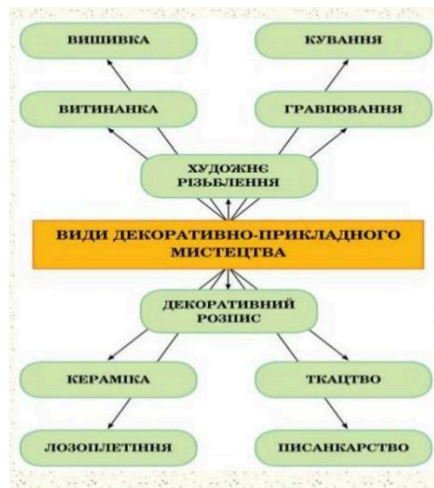 ВИШИВКА
КУВАННЯ
ВИТИНАНКА
ГРАВІЮВАННЯ
ХУДОЖНЄ
РІЗЬБЛЕННЯ
ВИДИ ДЕКОРАТИВНО-ПРИКЛАДНОГО
МИСТЕЦТВА
ДЕКОРАТИВНИЙ
РОЗПИС
КЕРАМІКА
ТКАЦТВО
ЛОЗОПЛЕТІННЯ
ПИСАНКАРСТВО